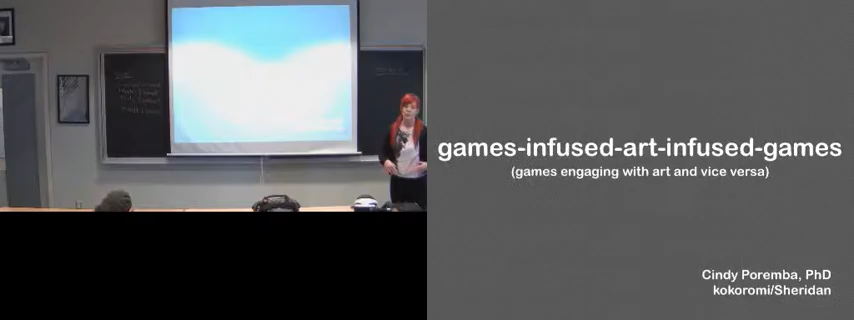 games-infused-art-infused-games
(games engaging with art and vice versa)
Cindy Poremba, PhD
kokoromi/Sheridan